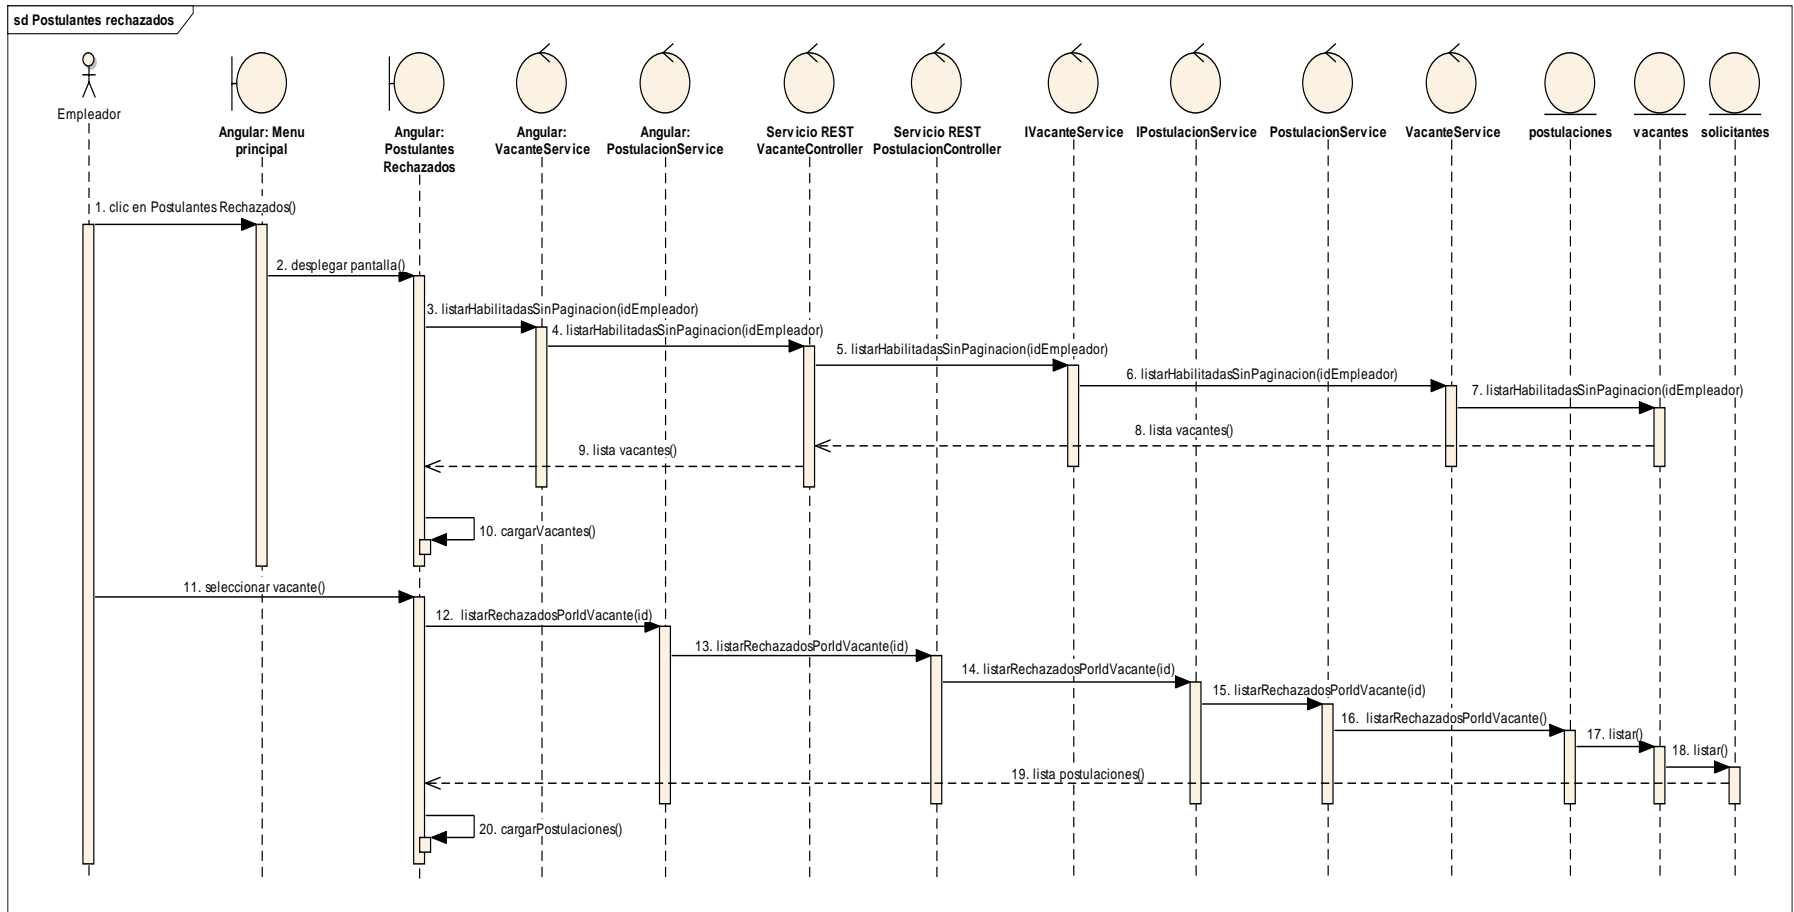 sd Postulantes rechazados
Empleador
Angular: Menu
principal
Angular:
Postulantes
Rechazados
Angular:
VacanteService
Angular:
PostulacionService
Servicio REST
VacanteController
Servicio REST
PostulacionController
IVacanteService
IPostulacionService
PostulacionService
VacanteService
postulaciones
vacantes
solicitantes
1. clic en Postulantes Rechazados()
2. desplegar pantalla()
3. listarHabilitadasSinPaginacion(idEmpleador)
4. listarHabilitadasSinPaginacion(idEmpleador)
5. listarHabilitadasSinPaginacion(idEmpleador)
6. listarHabilitadasSinPaginacion(idEmpleador)
7. listarHabilitadasSinPaginacion(idEmpleador)
8. lista vacantes()
9. lista vacantes()
10. cargarVacantes()
11. seleccionar vacante()
12. listarRechazadosPorIdVacante(id)
13. listarRechazadosPorIdVacante(id)
14. listarRechazadosPorIdVacante(id)
15. listarRechazadosPorIdVacante(id)
16. listarRechazadosPorIdVacante()
17. listar()
18. listar()
19. lista postulaciones()
20. cargarPostulaciones()